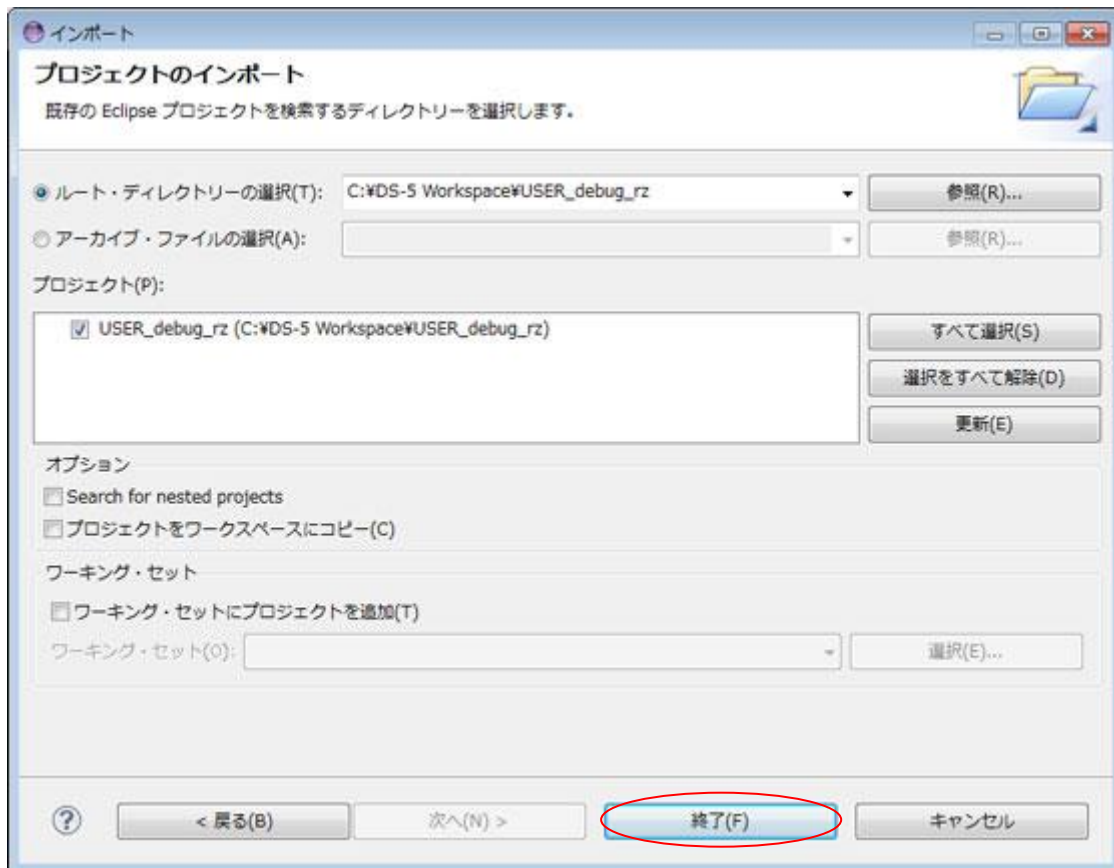 インポート
プロジェクトのインポート
既存の Eclipse プロジェクトを検索するディレクトリーを選択します。
ルート・ディレクトリーの選択(T): C:¥DS-5 Workspace¥USER_debug_rz 参照(R)...
アーカイブ・ファイルの選択(A): 参照(R)...
プロジェクト(P):
USER_debug_rz (C:¥DS-5 Workspace¥USER_debug_rz)
すべて選択(S)
選択をすべて解除(D)
更新(E)
オプション
Search for nested projects
プロジェクトをワークスペースにコピー(C)
ワーキング・セット
ワーキング・セットにプロジェクトを追加(T)
ワーキング・セット(O): 選択(E)...
? < 戻る(B) 次へ(N) > 終了(F) キャンセル